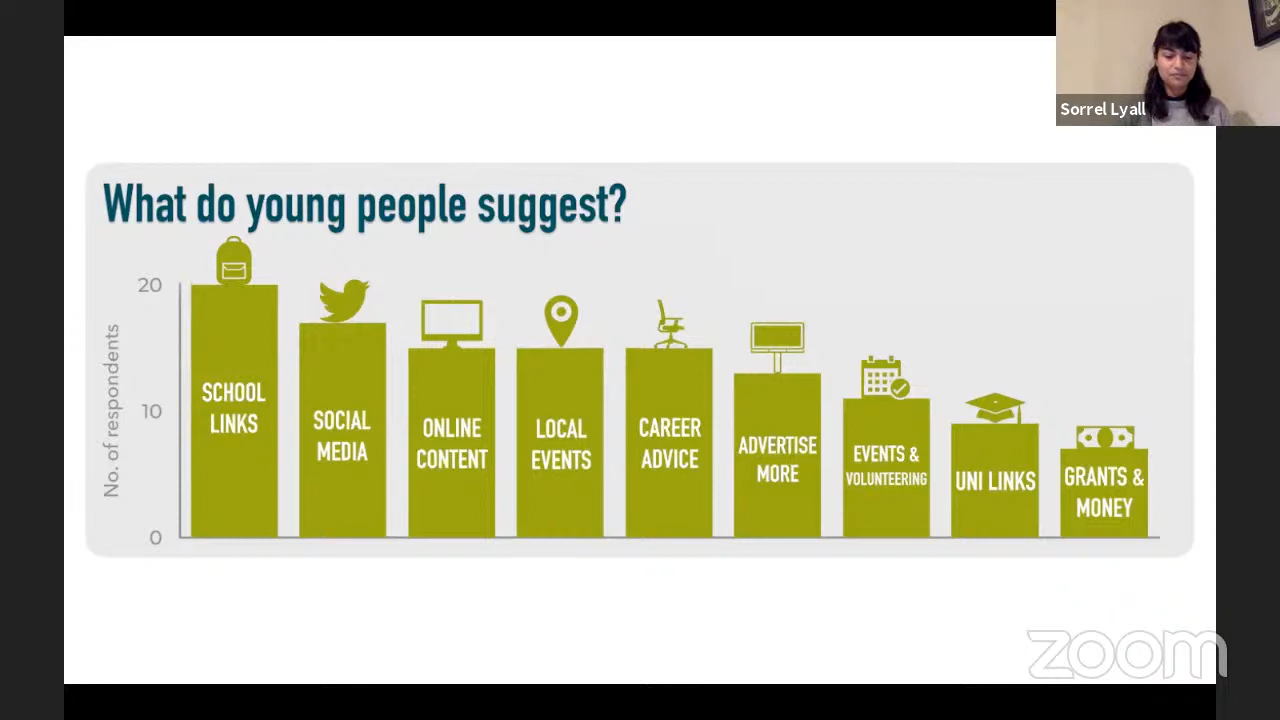 Sorrel Lyall
What do young people suggest?
No. of respondents
20
10
0
SCHOOL
LINKS
SOCIAL
MEDIA
ONLINE
CONTENT
LOCAL
EVENTS
CAREER
ADVICE
ADVERTISE
MORE
EVENTS &
VOLUNTEERING
UNI LINKS
GRANTS &
MONEY
zoom